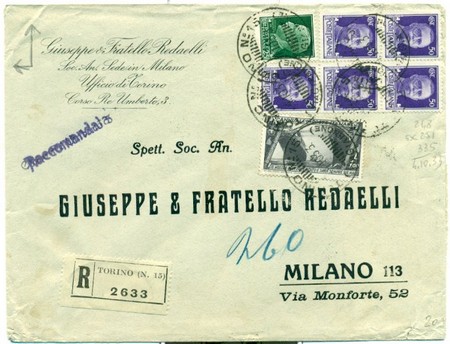 Giuseppe & Fratello Redaelli
Soc. An. Sede in Milano
Ufficio di Torino
Corso Re Umberto, 3
Raccomandata
Spett. Soc. An.
GIUSEPPE & FRATELLO REDAELLI
260
MILANO 113
Via Monforte, 52
R
TORINO (N. 15)
2633
335